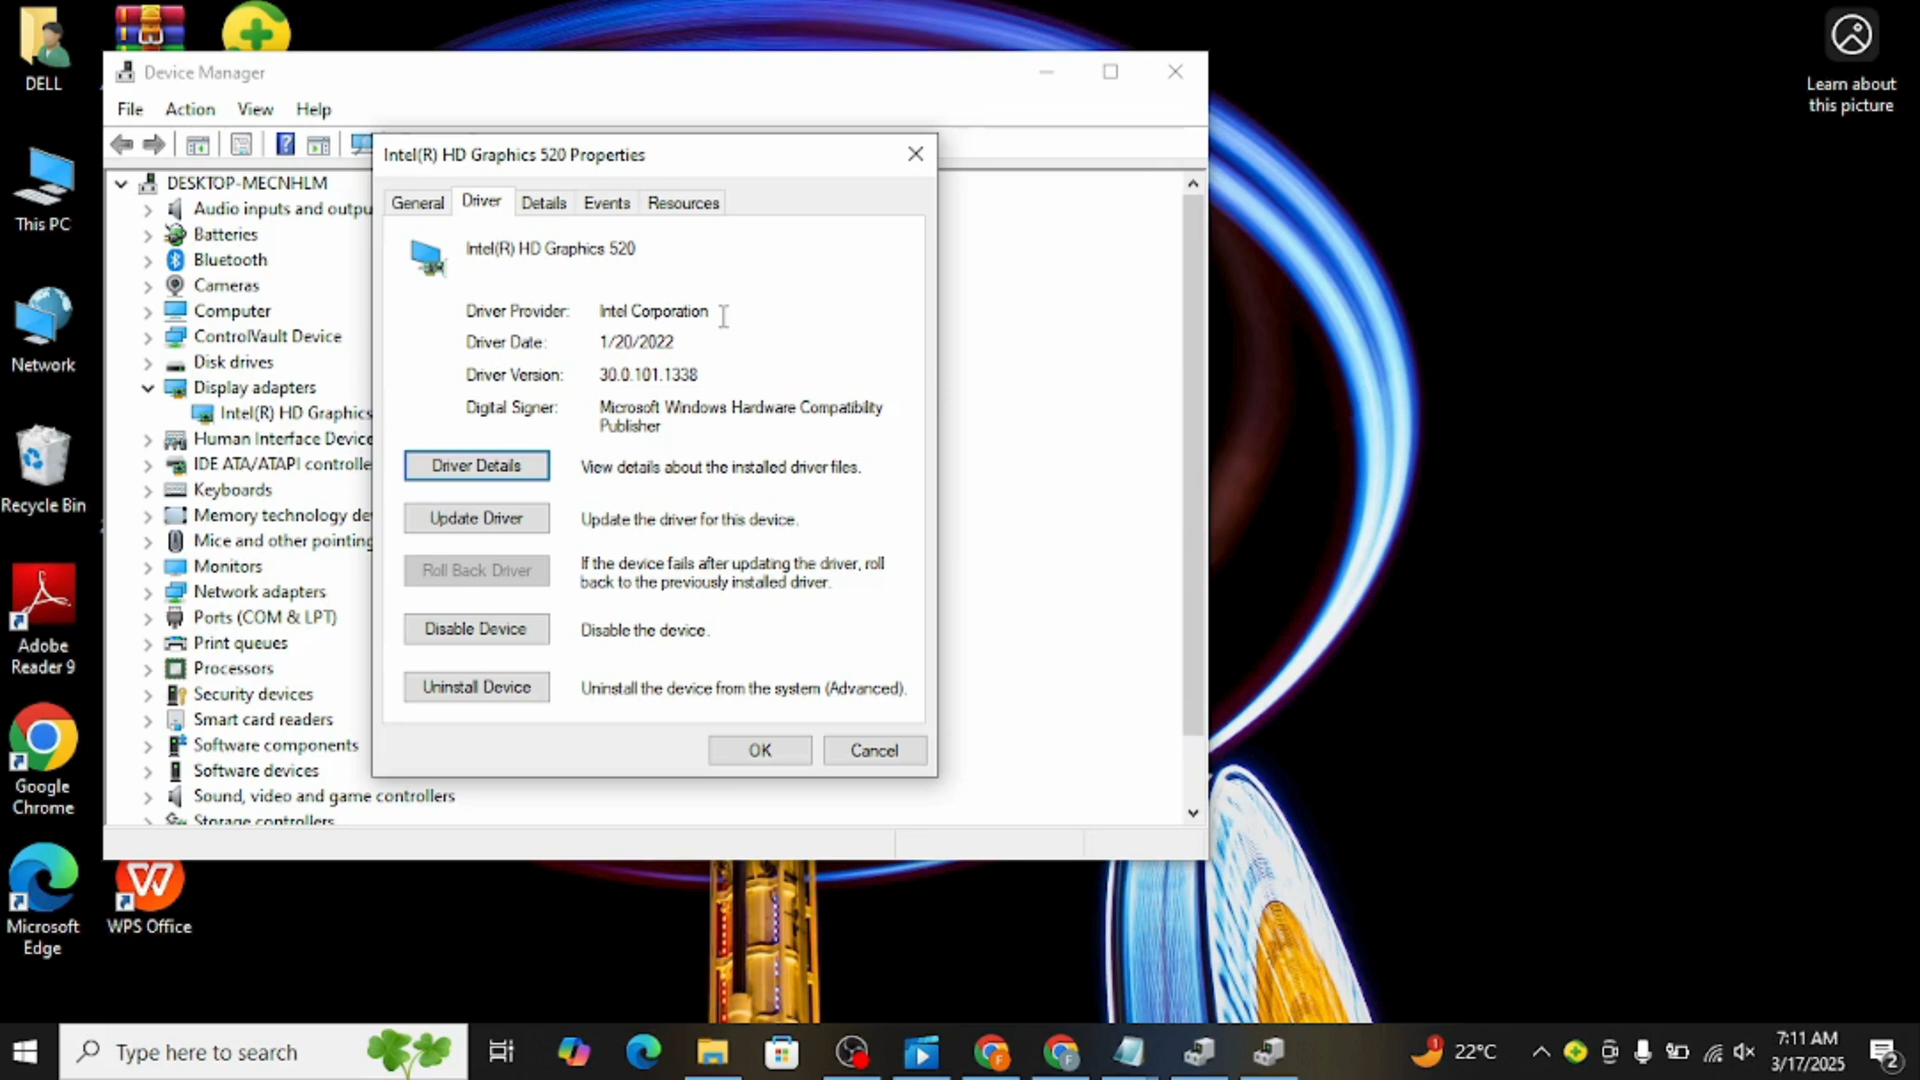 DELL
Learn about
this picture
Device Manager
File Action View Help
Intel(R) HD Graphics 520 Properties
DESKTOP-MECNHLM
General Driver Details Events Resources
Audio inputs and outpu
Batteries
Bluetooth
Cameras
Computer
ControlVault Device
Disk drives
Display adapters
Intel(R) HD Graphics
Human Interface Device
IDE ATA/ATAPI controlle
Keyboards
Memory technology de
Mice and other pointing
Monitors
Network adapters
Ports (COM & LPT)
Print queues
Processors
Security devices
Smart card readers
Software components
Software devices
Sound, video and game controllers
Storage controllers
Intel(R) HD Graphics 520
Driver Provider: Intel Corporation
Driver Date: 1/20/2022
Driver Version: 30.0.101.1338
Digital Signer: Microsoft Windows Hardware Compatibility
Publisher
Driver Details View details about the installed driver files.
Update Driver Update the driver for this device.
Roll Back Driver If the device fails after updating the driver, roll
back to the previously installed driver.
Disable Device Disable the device.
Uninstall Device Uninstall the device from the system (Advanced).
OK Cancel
This PC
Network
Recycle Bin
Adobe
Reader 9
Google
Chrome
Microsoft
Edge
WPS Office
Type here to search
1
22°C
7:11 AM
3/17/2025
2